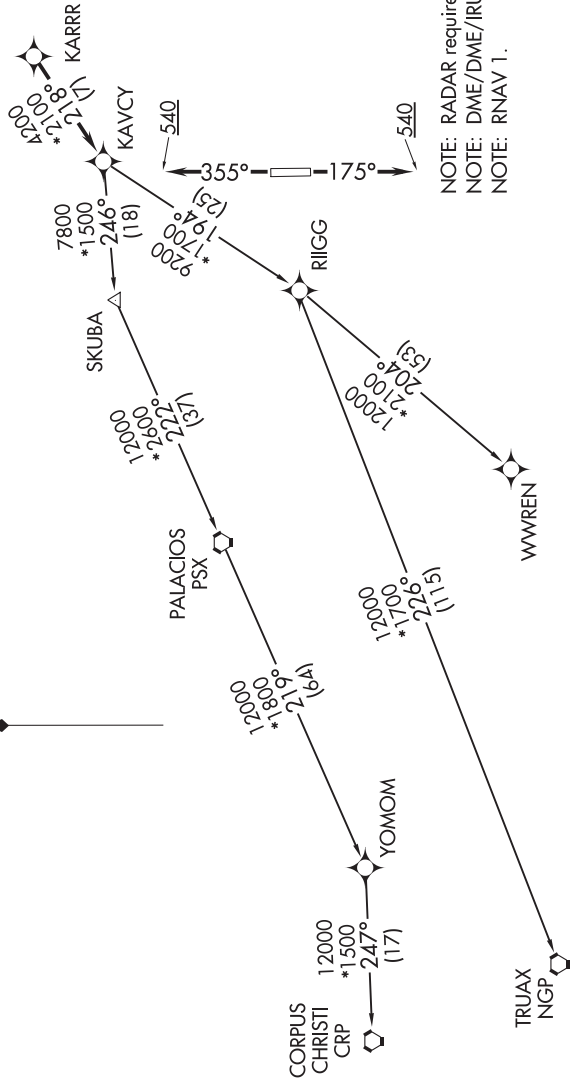 KARRR
4200
*2100
218°
(7)
KAVCY
540
355°
175°
540
7800
*1500
246°
(18)
9200
*1700
194°
(25)
SKUBA
RIIGG
12000
*2600
222°
(37)
12000
*2100
204°
(53)
PALACIOS
PSX
WWREN
12000
*1800
219°
(64)
12000
*1700
226°
(115)
YOMOM
12000
*1500
247°
(17)
CORPUS
CHRISTI
CRP
TRUAX
NGP
NOTE: RADAR require
NOTE: DME/DME/IRU
NOTE: RNAV 1.